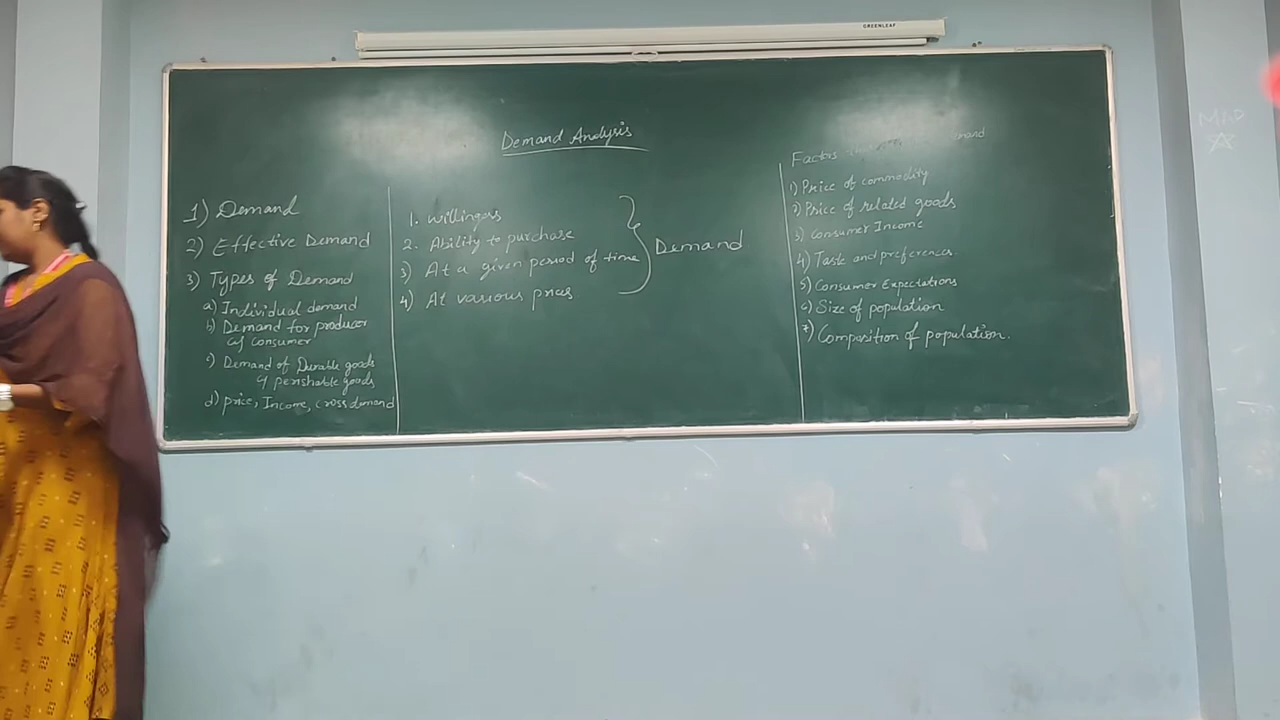 GREENLEAF
Demand Analysis
1) Demand
2) Effective Demand
3) Types of Demand
a) Individual demand
b) Demand for producer
& consumer
c) Demand of Durable goods
& perishable goods
d) price, Income, cross demand
1. willingess
2. Ability to purchase
3) At a given period of time
4) At various prices
Demand
Factors
1) Price of commodity
2) Price of related goods
3) Consumer Income
4) Taste and preferences.
5) Consumer Expectations
6) Size of population
7) Composition of population.